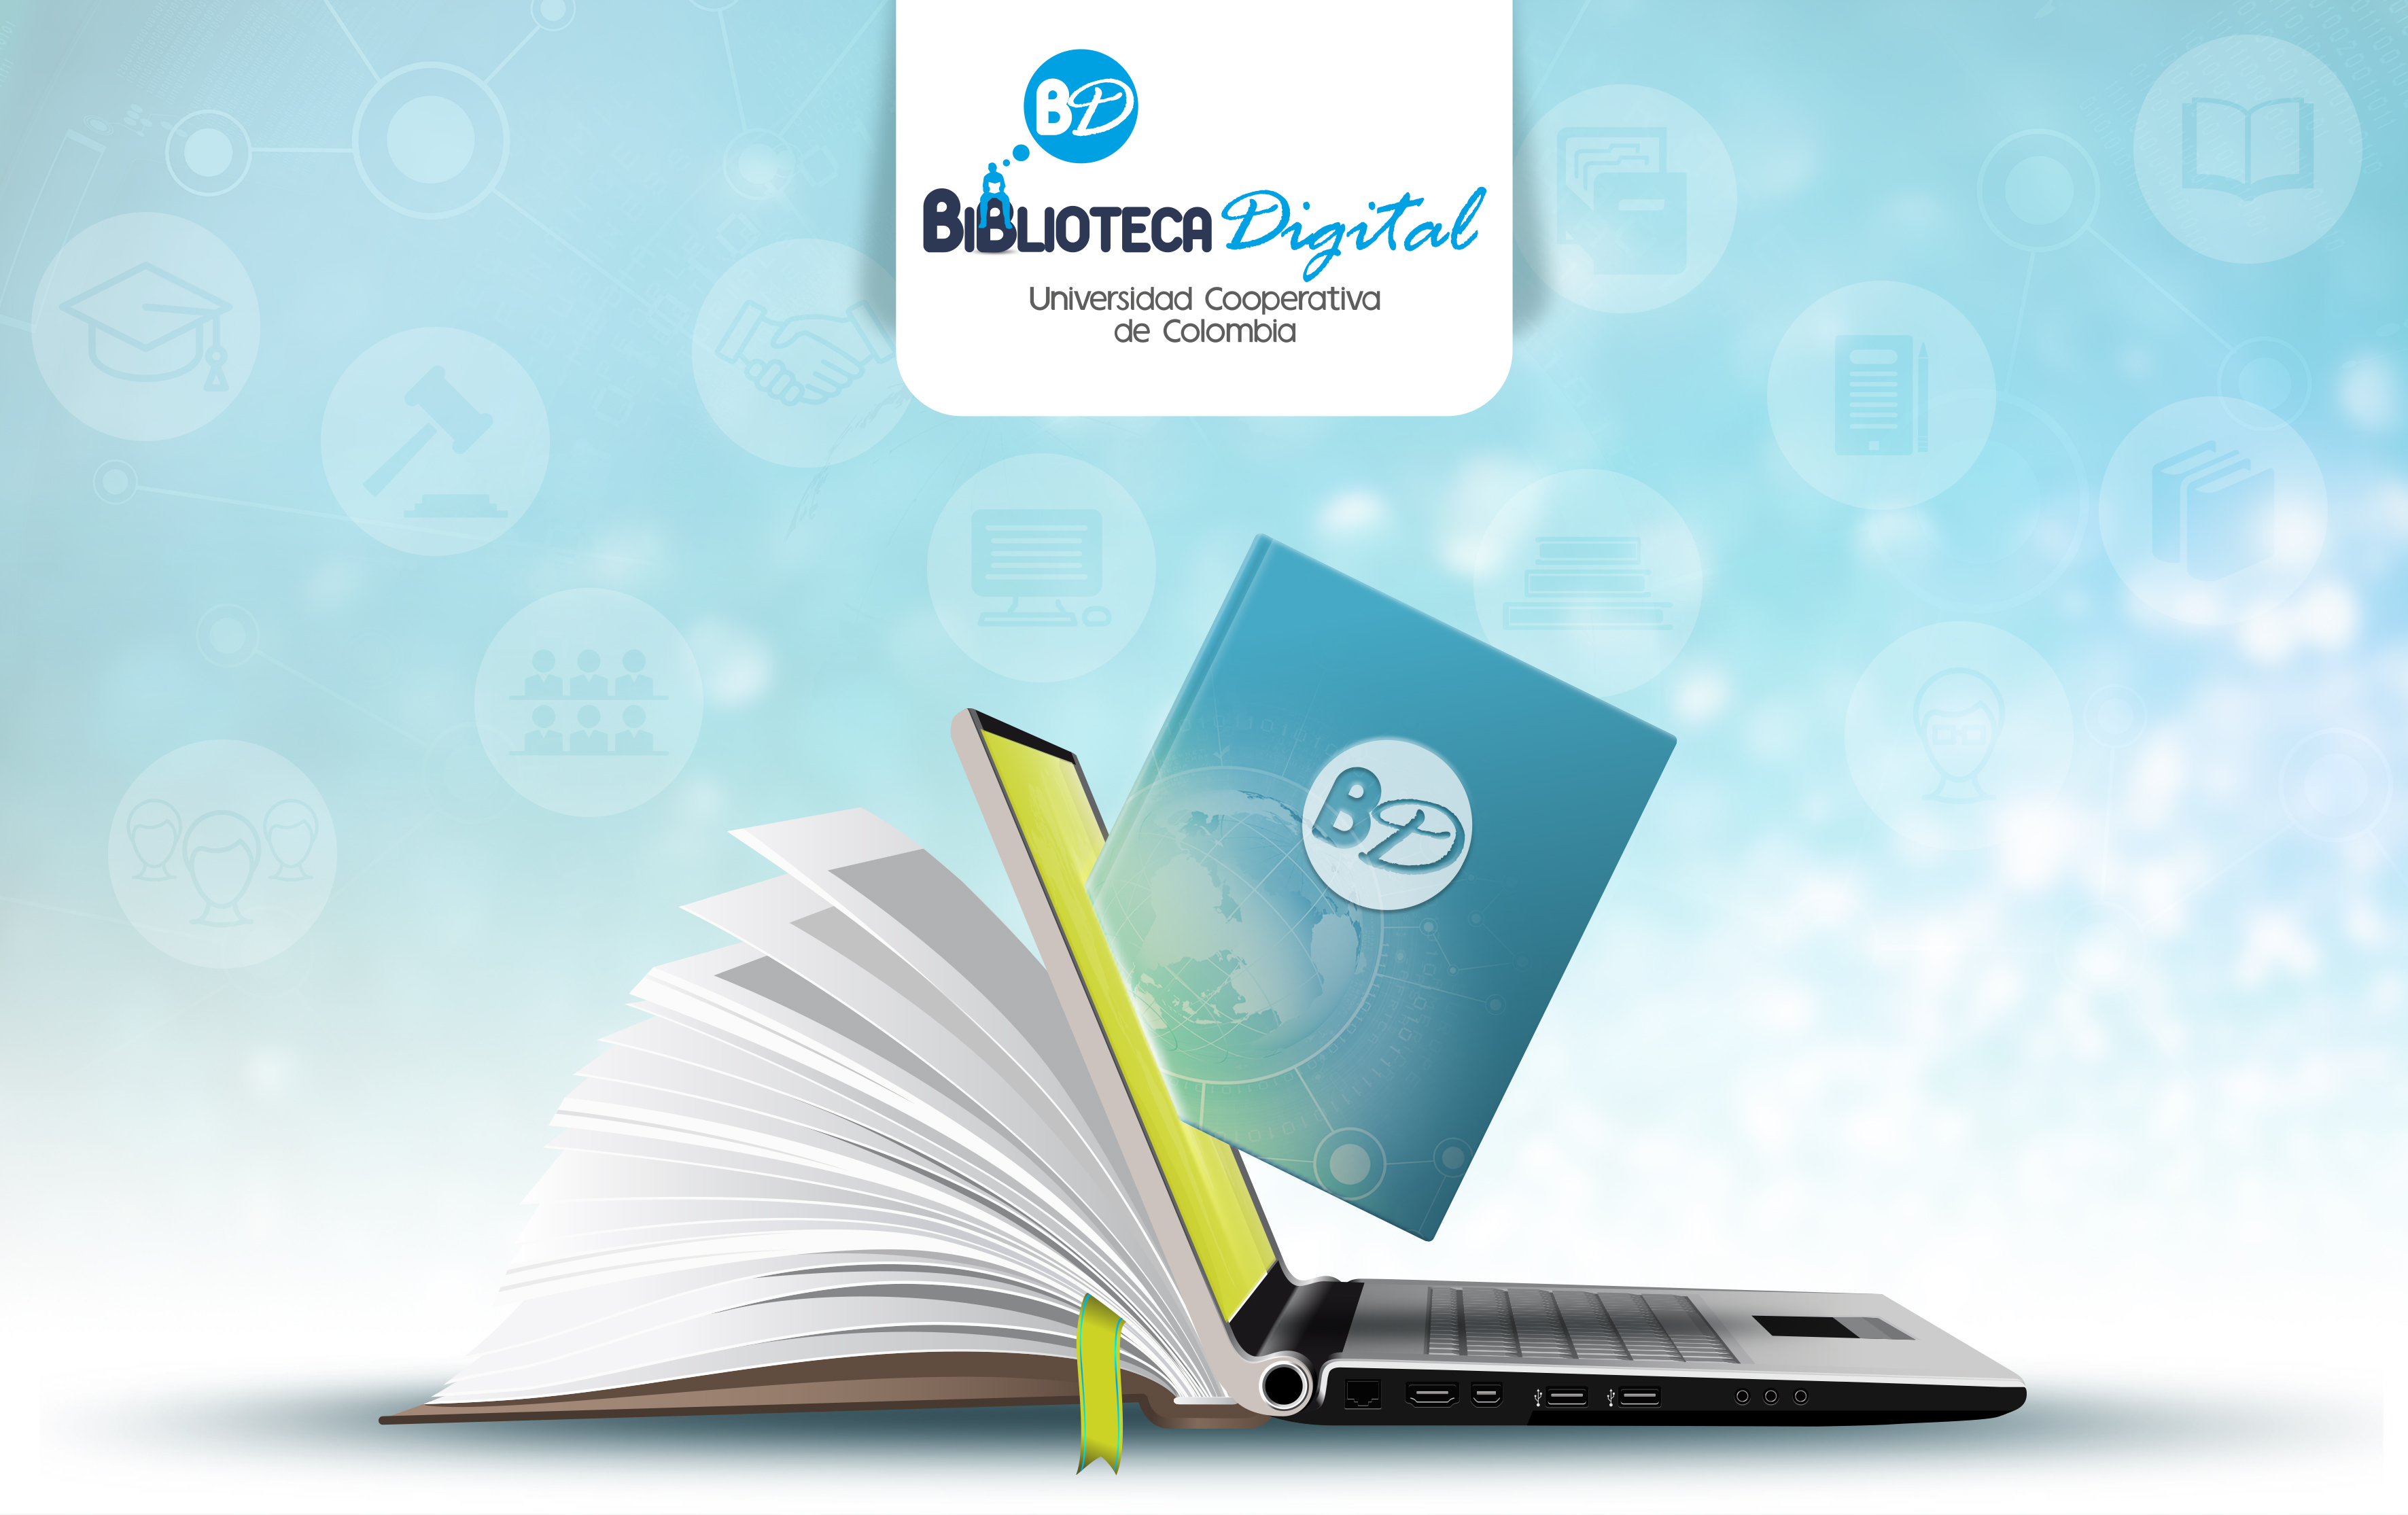 BD
BIBLIOTECA Digital
Universidad Cooperativa
de Colombia
BD